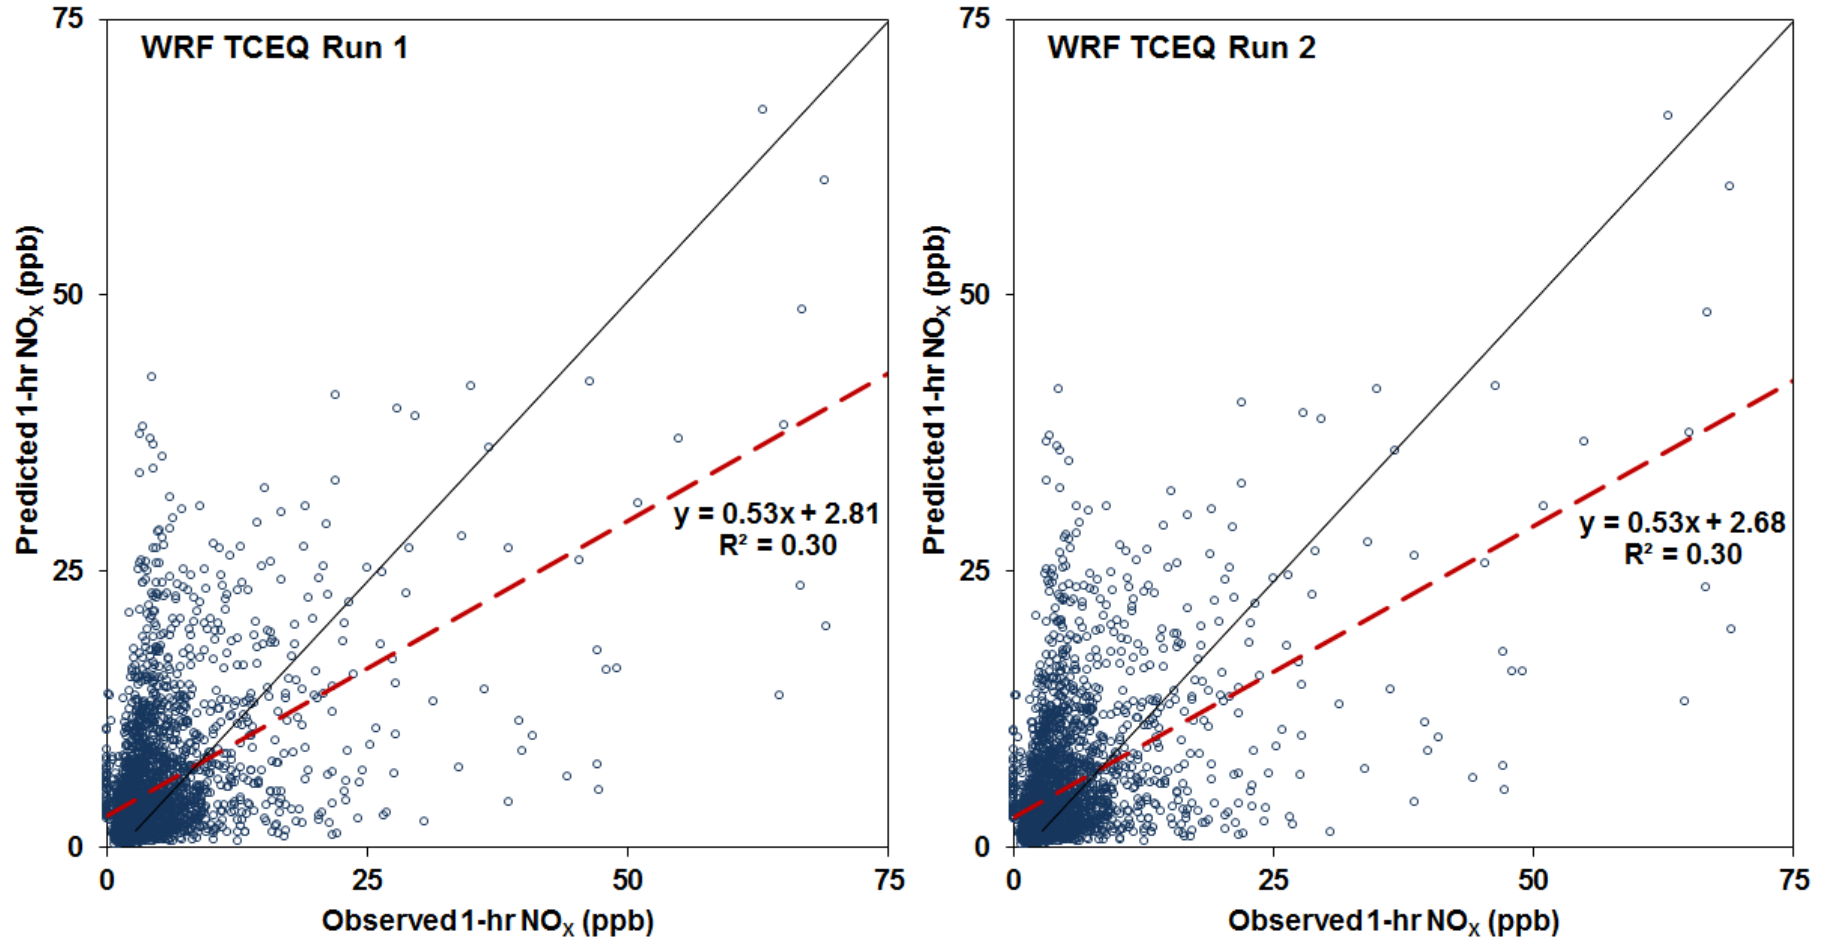 WRF TCEQ Run 1
75
50
25
0
0
25
50
75
Predicted 1-hr NOX (ppb)
Observed 1-hr NOX (ppb)
y = 0.53x + 2.81
R² = 0.30
WRF TCEQ Run 2
75
50
25
0
0
25
50
75
Predicted 1-hr NOX (ppb)
Observed 1-hr NOX (ppb)
y = 0.53x + 2.68
R² = 0.30